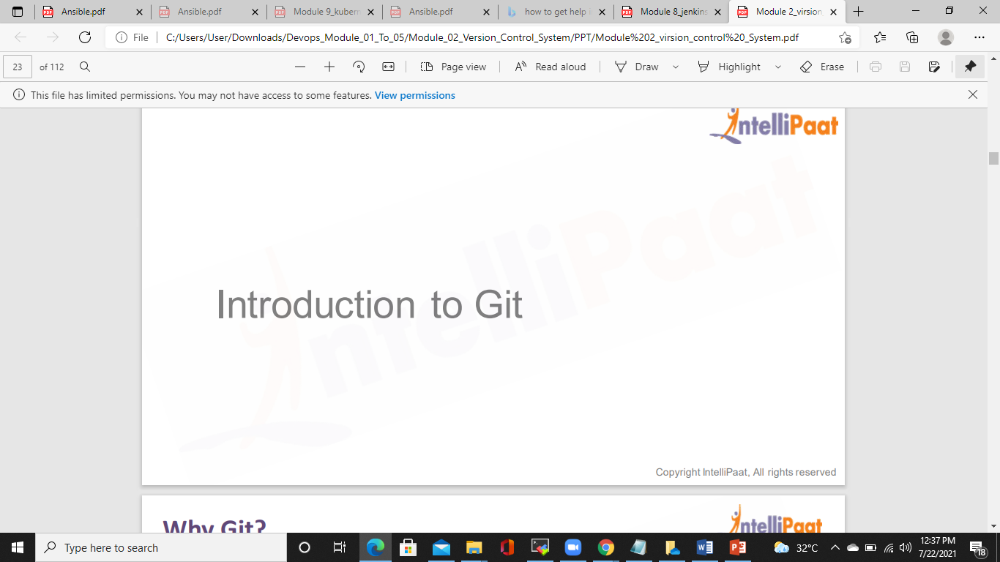 Ansible.pdf
Ansible.pdf
Module 9_kubern
Ansible.pdf
how to get help i
Module 8_jenkins
Module 2_virsion
File
C:/Users/User/Downloads/Devops_Module_01_To_05/Module_02_Version_Control_System/PPT/Module%202_virsion_control%20_System.pdf
23 of 112
Page view
Read aloud
Draw
Highlight
Erase
This file has limited permissions. You may not have access to some features. View permissions
IntelliPaat
IntelliPaat
Introduction to Git
Copyright IntelliPaat, All rights reserved
Why Git?
IntelliPaat
Type here to search
32°C
12:37 PM
7/22/2021
18